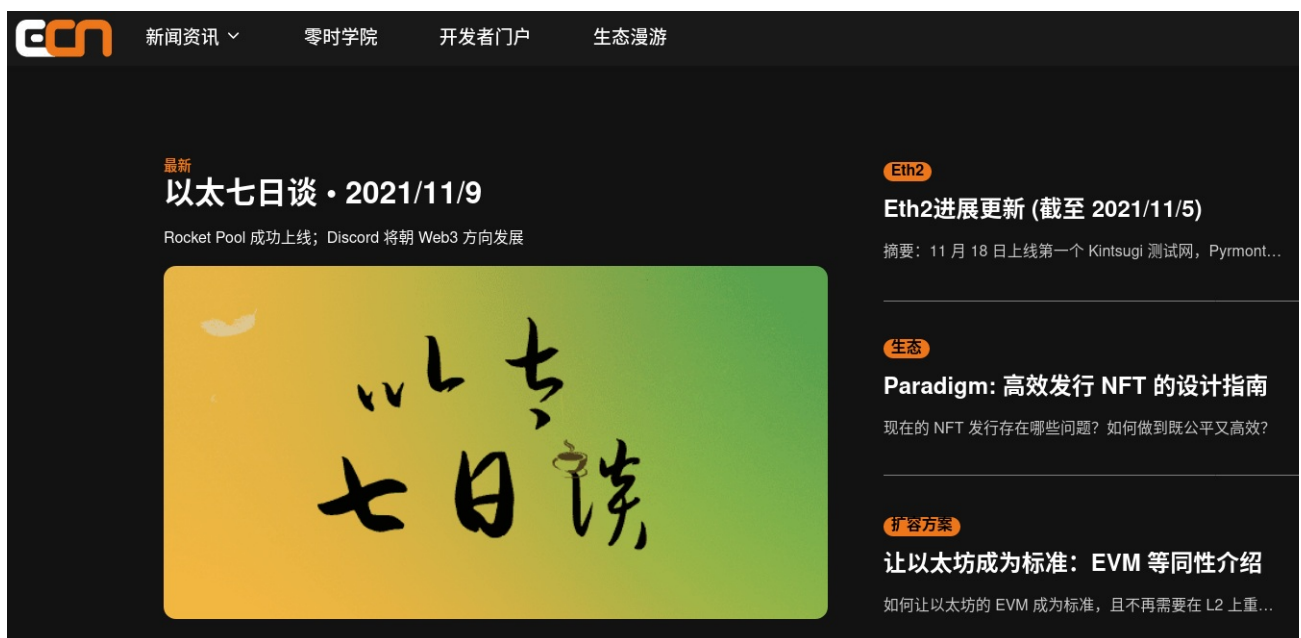 ECN
新闻资讯
零时学院
开发者门户
生态漫游
最新
以太七日谈 • 2021/11/9
Rocket Pool 成功上线；Discord 将朝 Web3 方向发展
以太
七日谈
Eth2
Eth2进展更新 (截至 2021/11/5)
摘要：11 月 18 日上线第一个 Kintsugi 测试网，Pyrmont…
生态
Paradigm: 高效发行 NFT 的设计指南
现在的 NFT 发行存在哪些问题？如何做到既公平又高效？
扩容方案
让以太坊成为标准：EVM 等同性介绍
如何让以太坊的 EVM 成为标准，且不再需要在 L2 上重…